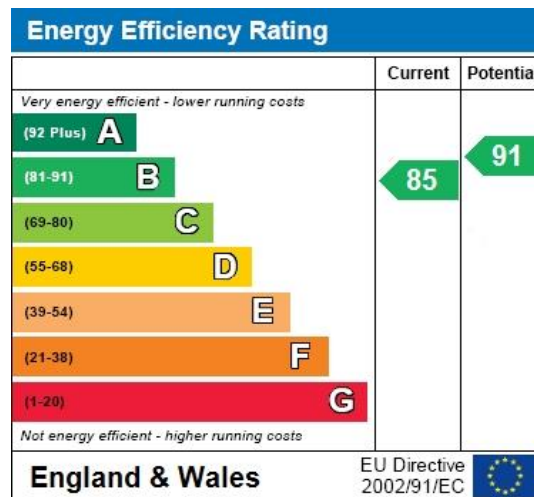 Energy Efficiency Rating
Current Potentia
Very energy efficient - lower running costs
(92 Plus) A
(81-91) B
(69-80) C
(55-68) D
(39-54) E
(21-38) F
(1-20) G
85
91
Not energy efficient - higher running costs
England & Wales
EU Directive
2002/91/EC